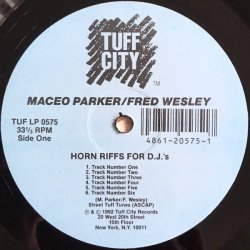 TUFF
CITY
TM
MACEO PARKER/FRED WESLEY
TUF LP 0575
33⅓ RPM
Side One
4861-20575-1
HORN RIFFS FOR D.J.'s
1. Track Number One
2. Track Number Two
3. Track Number Three
4. Track Number Four
5. Track Number Five
6. Track Number Six
(M. Parker/F. Wesley)
Street Tuff Tunes (ASCAP)
℗ & © 1992 Tuff City Records
20 West 20th Street
10th Floor
New York, N.Y. 10011